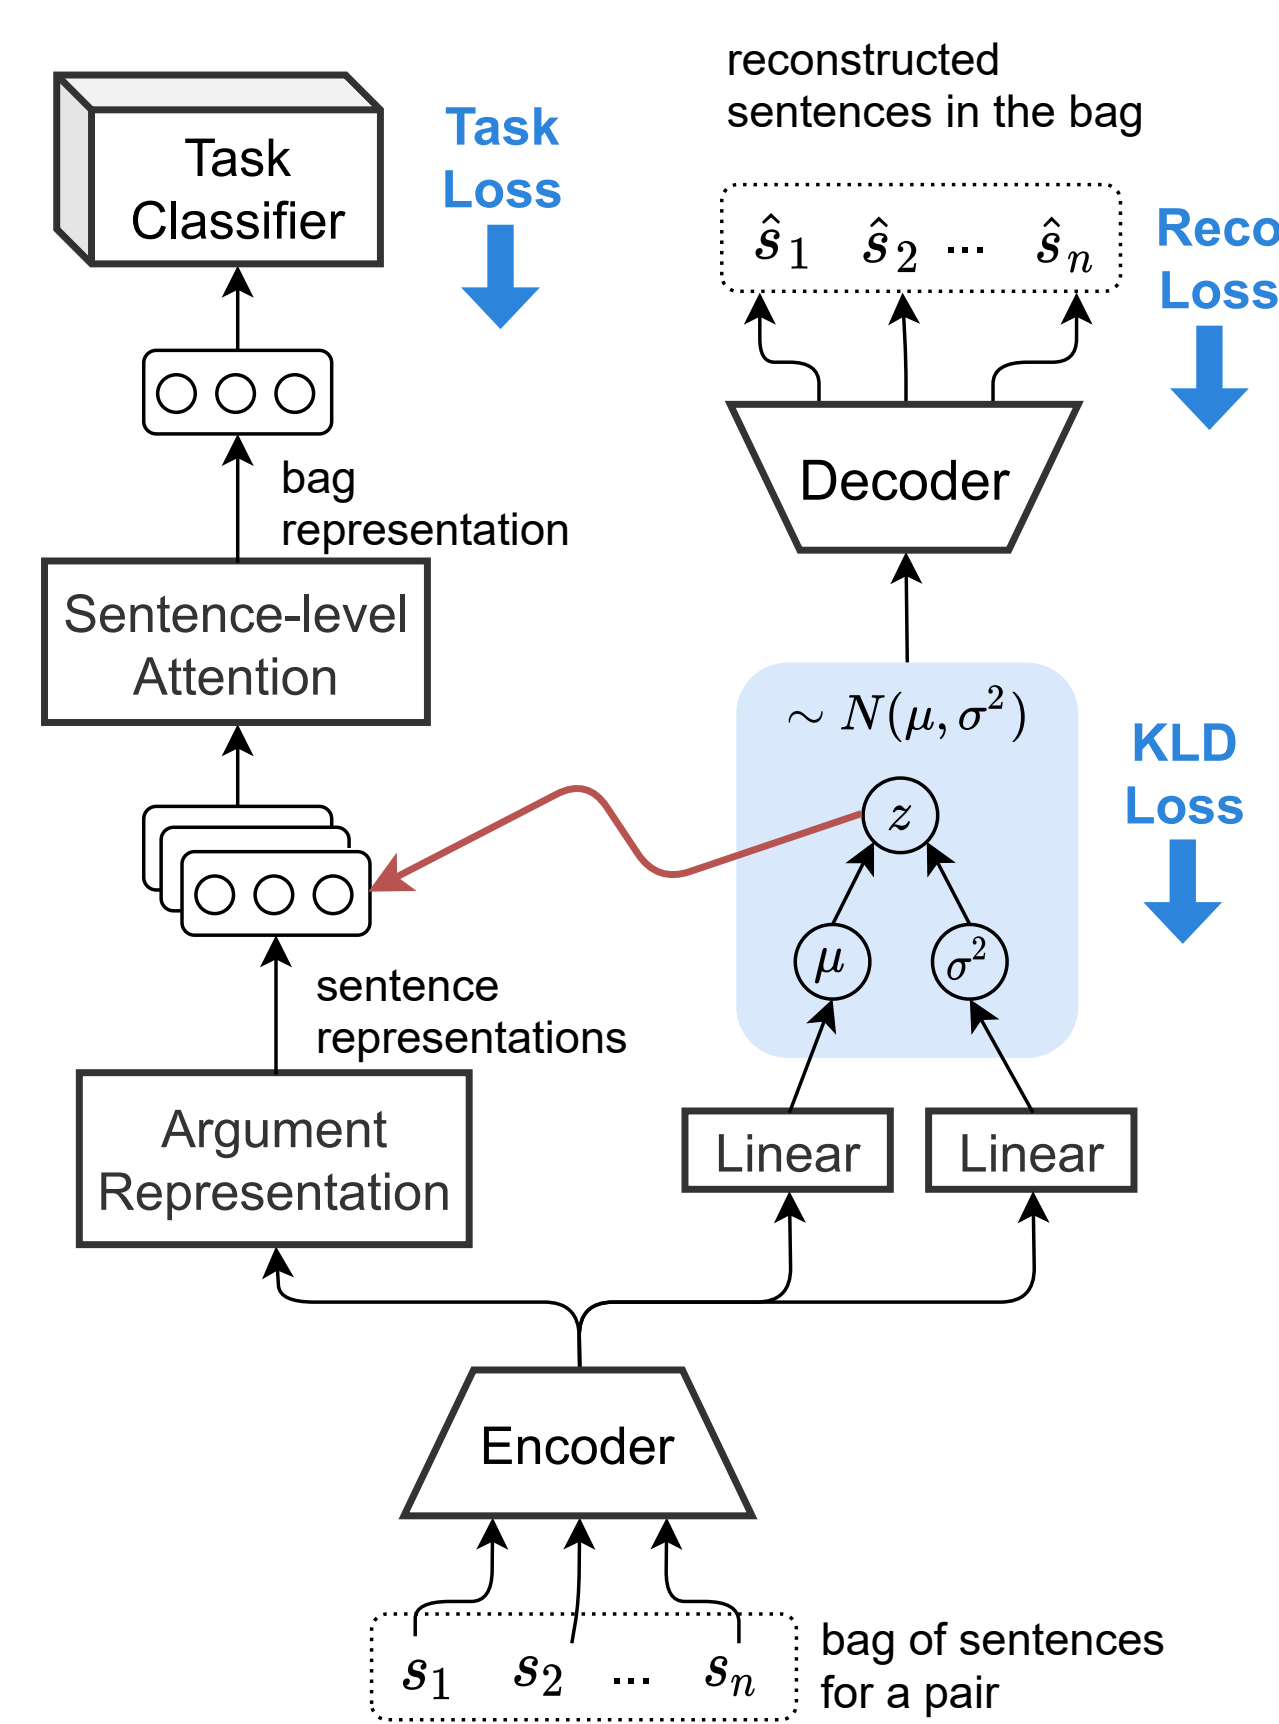 reconstructed
sentences in the bag
Task
Classifier
Task
Loss
ŝ1 ŝ2 ... ŝn
Reco
Loss
Decoder
bag
representation
Sentence-level
Attention
∼ N(μ, σ²)
z
μ
σ²
KLD
Loss
sentence
representations
Argument
Representation
Linear
Linear
Encoder
s1 s2 ... sn
bag of sentences
for a pair